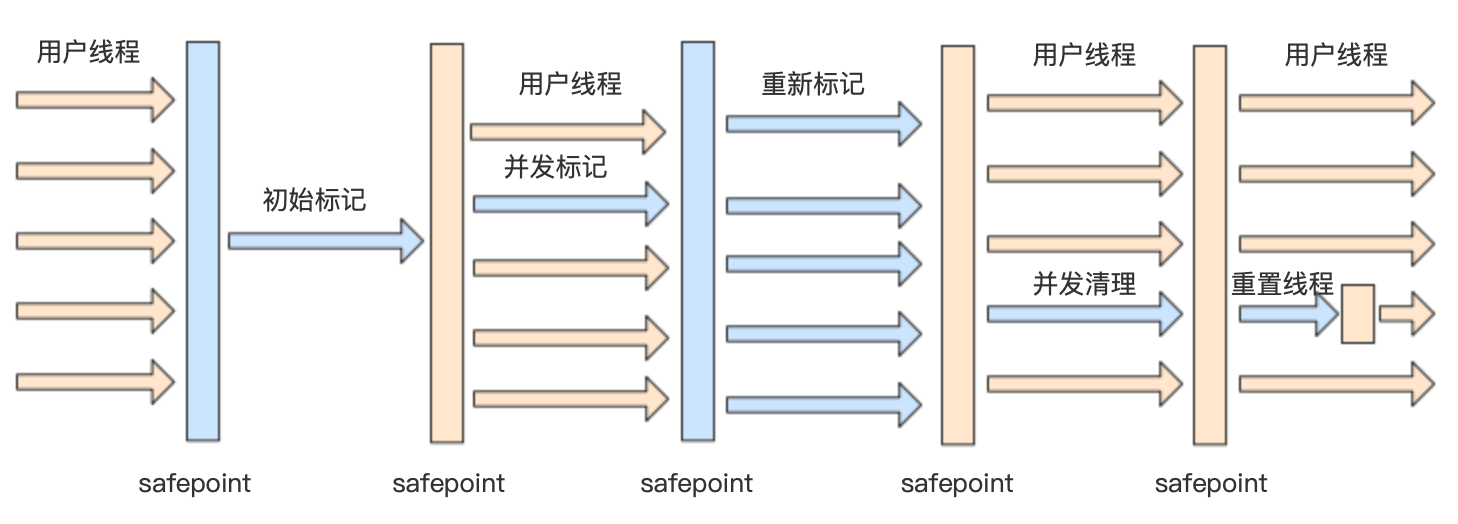 用户线程
初始标记
用户线程
并发标记
重新标记
用户线程
并发清理
用户线程
重置线程
safepoint
safepoint
safepoint
safepoint
safepoint